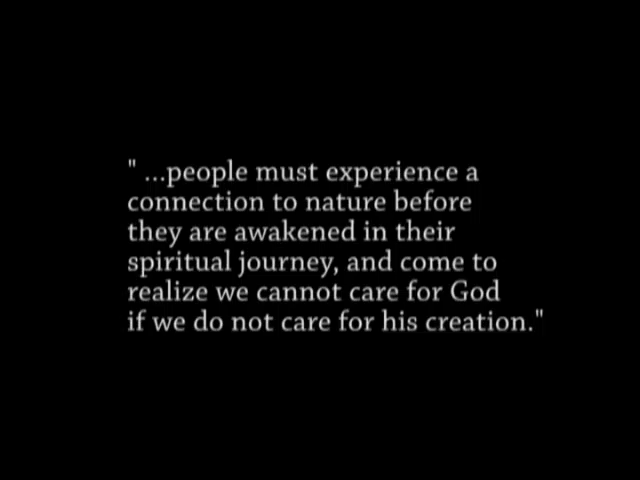 " ...people must experience a
connection to nature before
they are awakened in their
spiritual journey, and come to
realize we cannot care for God
if we do not care for his creation."